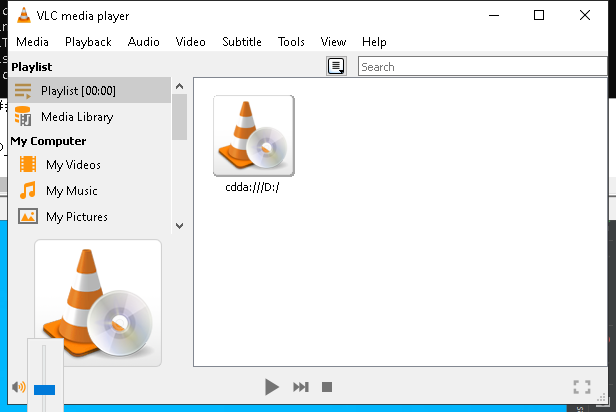 VLC media player
Media Playback Audio Video Subtitle Tools View Help
Playlist
Search
Playlist [00:00]
Media Library
My Computer
My Videos
My Music
My Pictures
cdda:///D:/